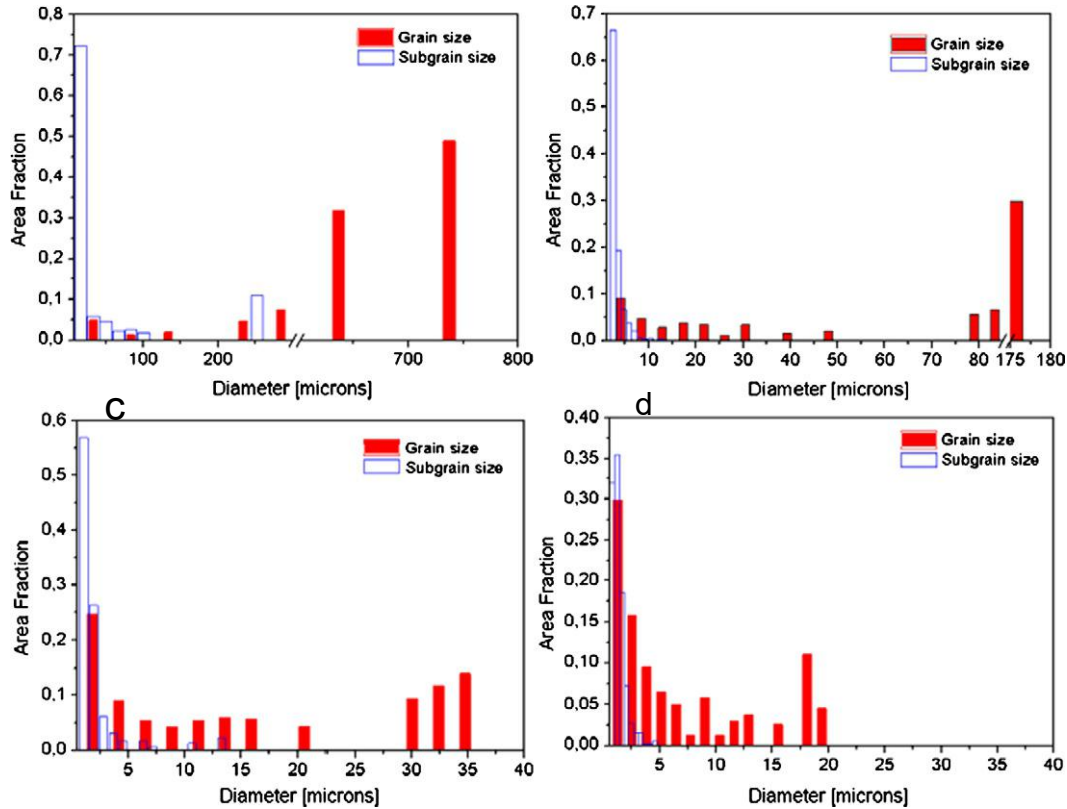 0,8
0,7
0,6
0,5
0,4
0,3
0,2
0,1
0,0
Area Fraction
Grain size
Subgrain size
100 200 700 800
Diameter [microns]
0,7
0,6
0,5
0,4
0,3
0,2
0,1
0,0
Area Fraction
Grain size
Subgrain size
10 20 30 40 50 60 70 80 175 180
Diameter [microns]
c
0,6
0,5
0,4
0,3
0,2
0,1
0,0
Area Fraction
Grain size
Subgrain size
5 10 15 20 25 30 35 40
Diameter [microns]
d
0,40
0,35
0,30
0,25
0,20
0,15
0,10
0,05
0,00
Area Fraction
Grain size
Subgrain size
5 10 15 20 25 30 35 40
Diameter [microns]